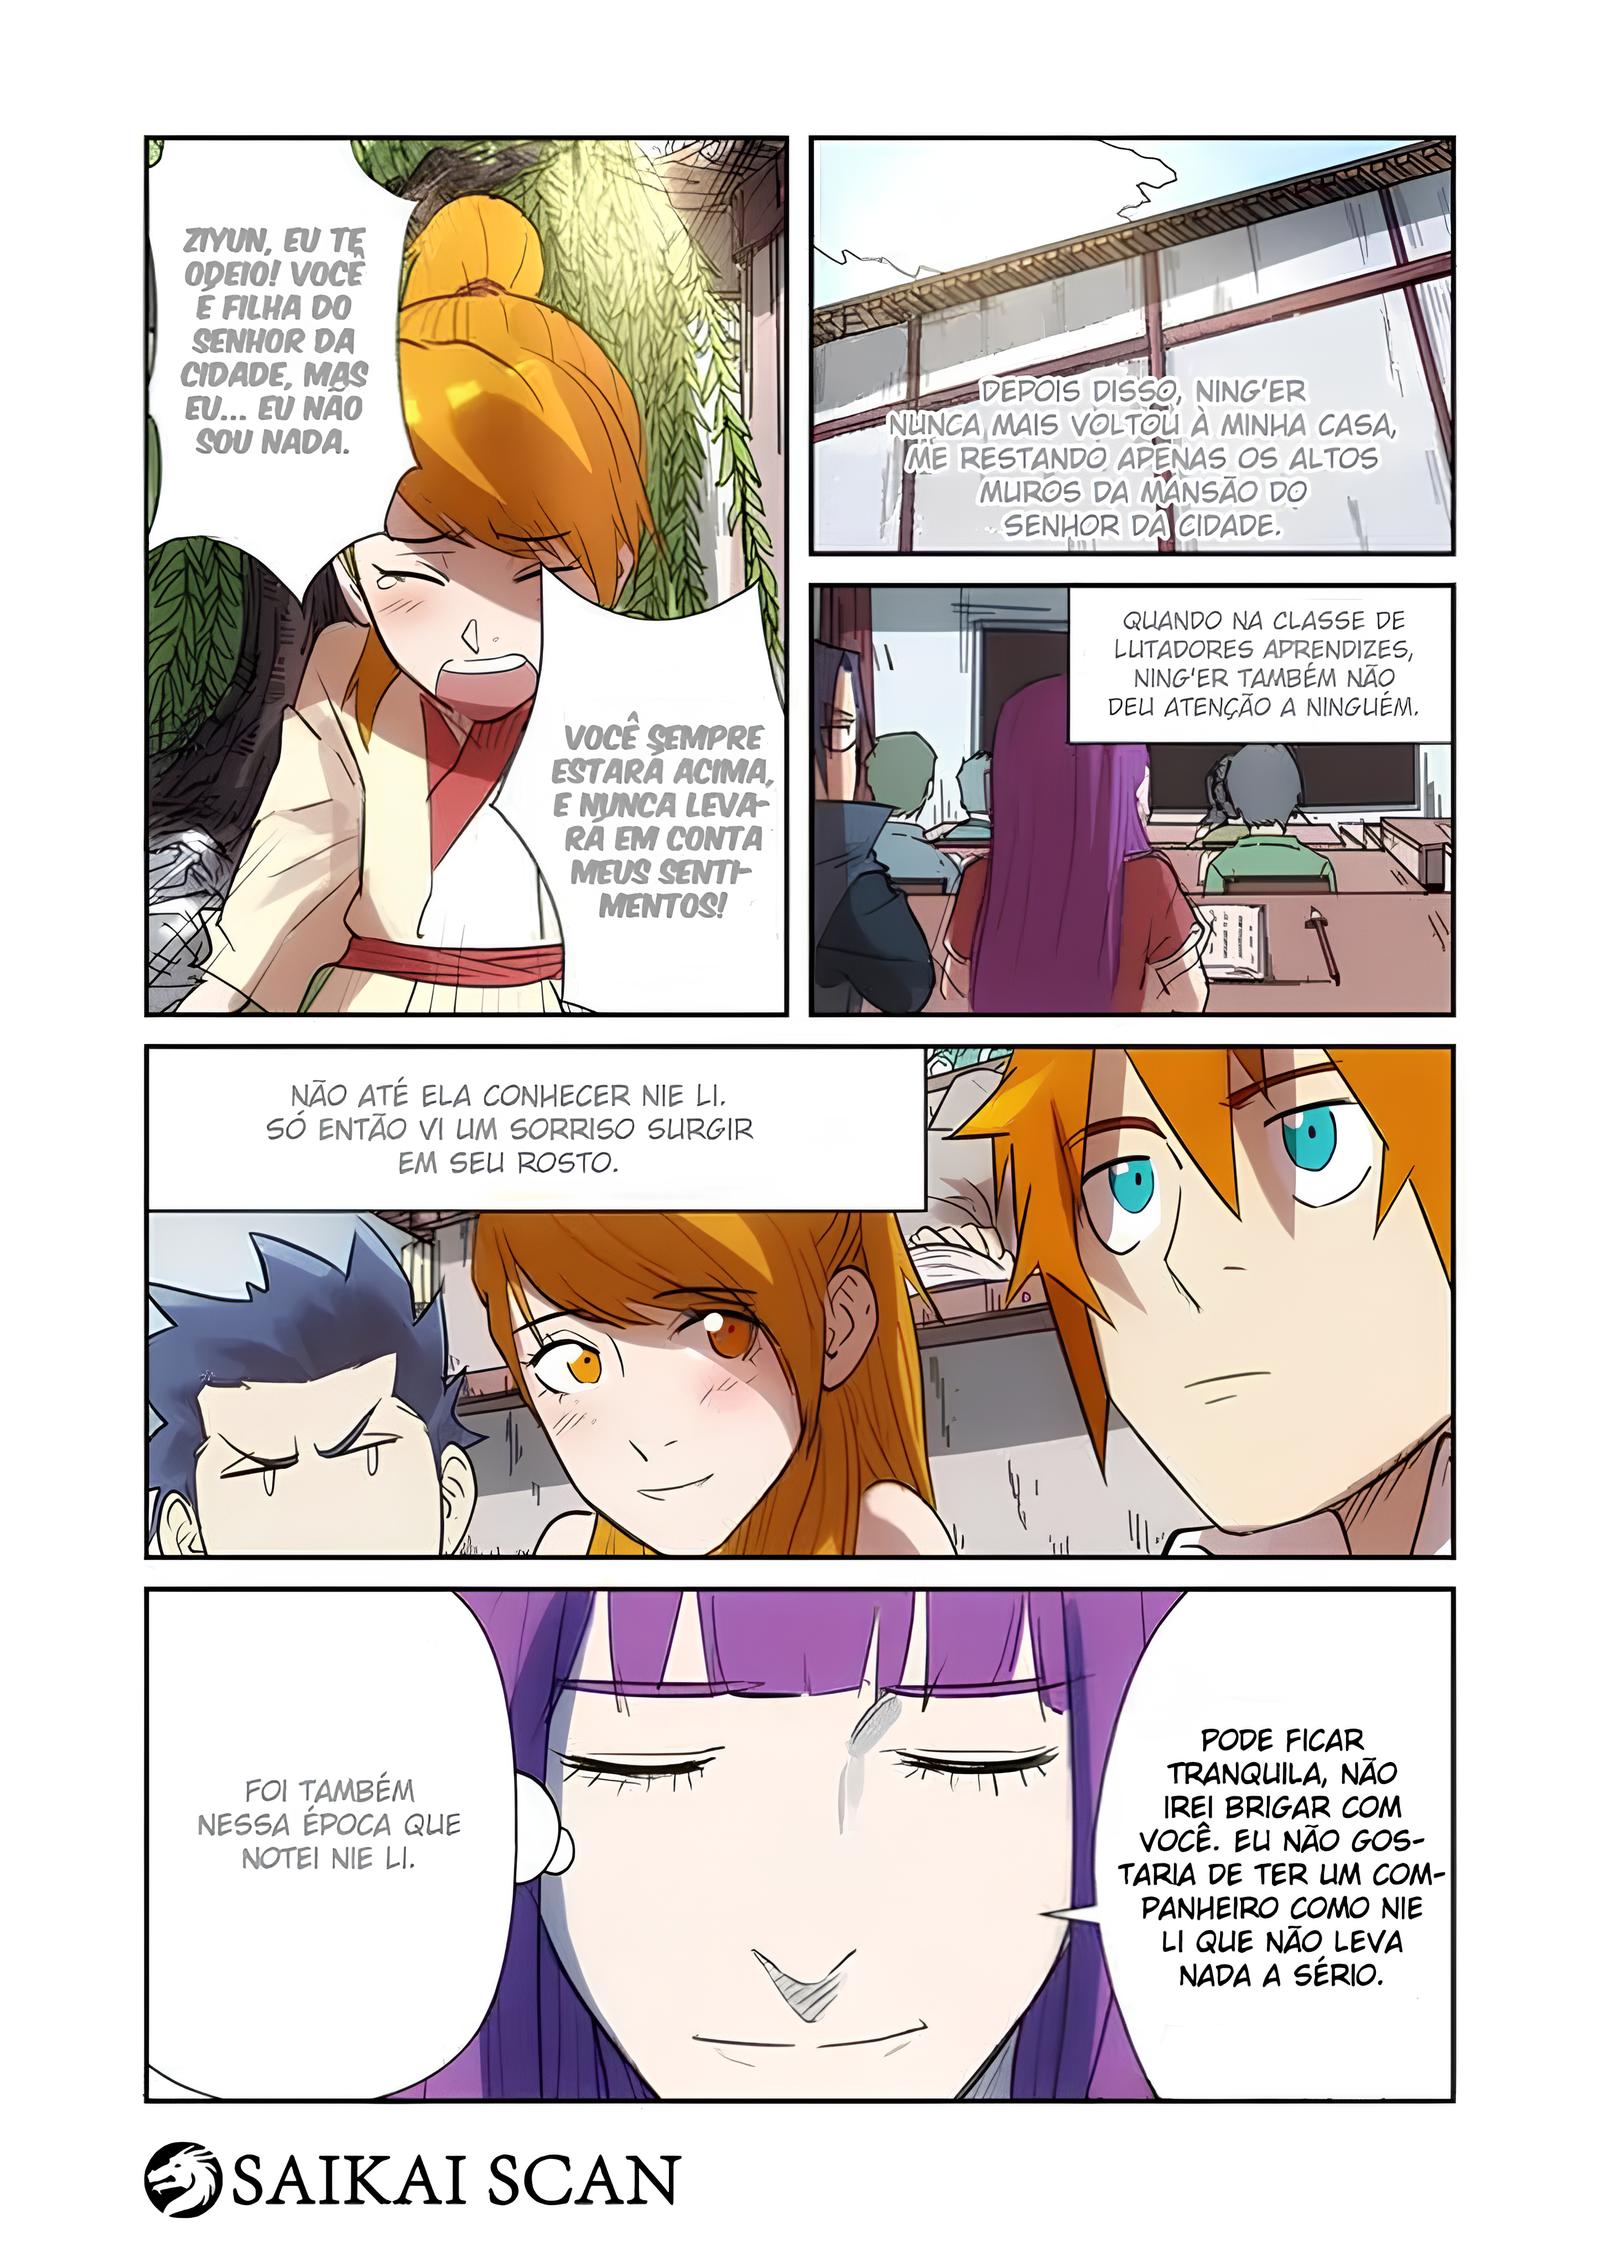 ZIYUN, EU TE
ODEIO! VOCÊ
É FILHA DO
SENHOR DA
CIDADE, MAS
EU... EU NÃO
SOU NADA.
VOCÊ SEMPRE
ESTARÁ ACIMA,
E NUNCA LEVA-
RÁ EM CONTA
MEUS SENTI-
MENTOS!
DEPOIS DISSO, NING'ER
NUNCA MAIS VOLTOU À MINHA CASA,
ME RESTANDO APENAS OS ALTOS
MUROS DA MANSÃO DO
SENHOR DA CIDADE.
QUANDO NA CLASSE DE
LUTADORES APRENDIZES,
NING'ER TAMBÉM NÃO
DEU ATENÇÃO A NINGUÉM.
NÃO ATÉ ELA CONHECER NIE LI.
SÓ ENTÃO VI UM SORRISO SURGIR
EM SEU ROSTO.
FOI TAMBÉM
NESSA ÉPOCA QUE
NOTEI NIE LI.
PODE FICAR
TRANQUILA, NÃO
IREI BRIGAR COM
VOCÊ. EU NÃO GOS-
TARIA DE TER UM COM-
PANHEIRO COMO NIE
LI QUE NÃO LEVA
NADA A SÉRIO.
SAIKAI SCAN